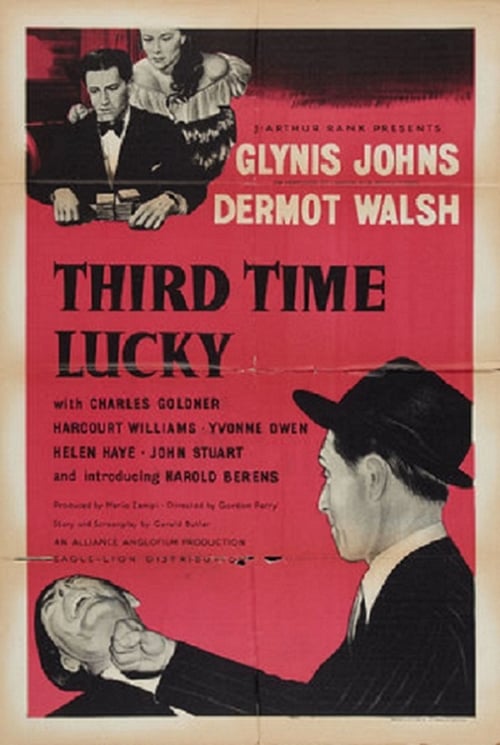 J. ARTHUR RANK PRESENTS
GLYNIS JOHNS
DERMOT WALSH
THIRD TIME
LUCKY
with CHARLES GOLDNER
HARCOURT WILLIAMS · YVONNE OWEN
HELEN HAYE · JOHN STUART
and introducing HAROLD BERENS
Produced by Mario Zampi · Directed by Gordon Parry
Story and Screenplay by Gerald Butler
AN ALLIANCE ANGLOFILM PRODUCTION
EAGLE-LION DISTRIBUTION